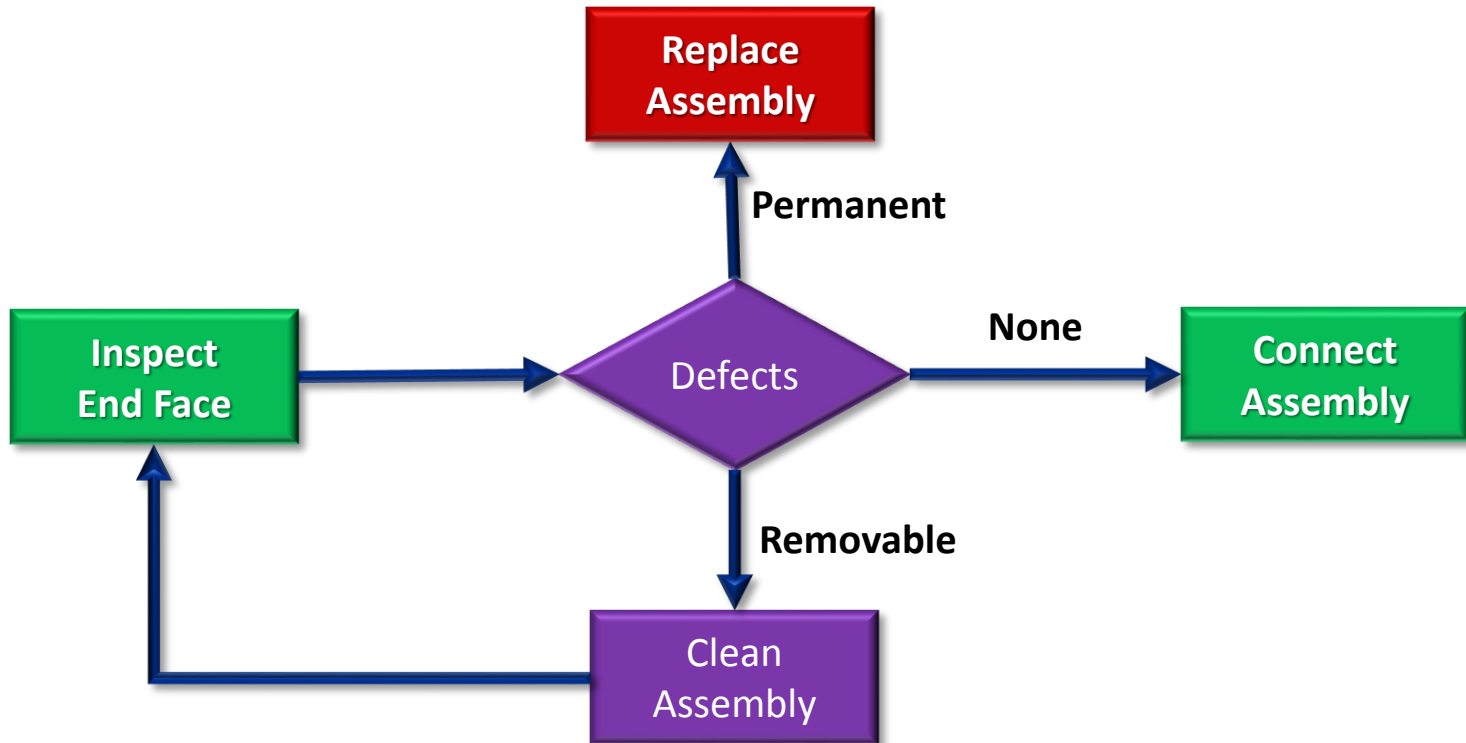 Replace
Assembly
Permanent
Inspect
End Face
Defects
None
Connect
Assembly
Removable
Clean
Assembly